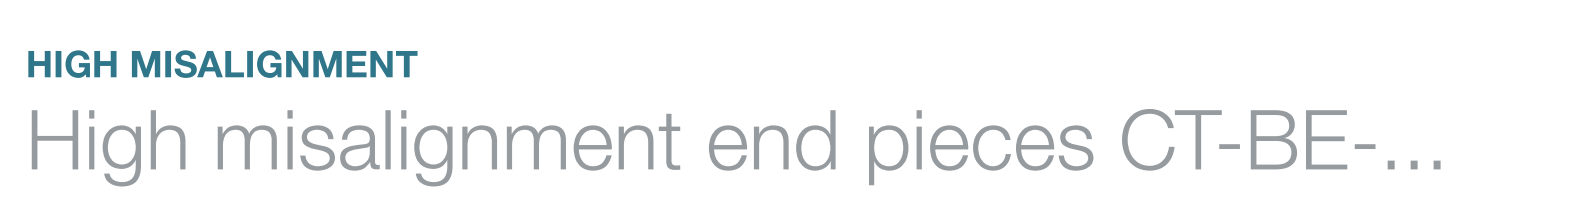 HIGH MISALIGNMENT
High misalignment end pieces CT-BE-...